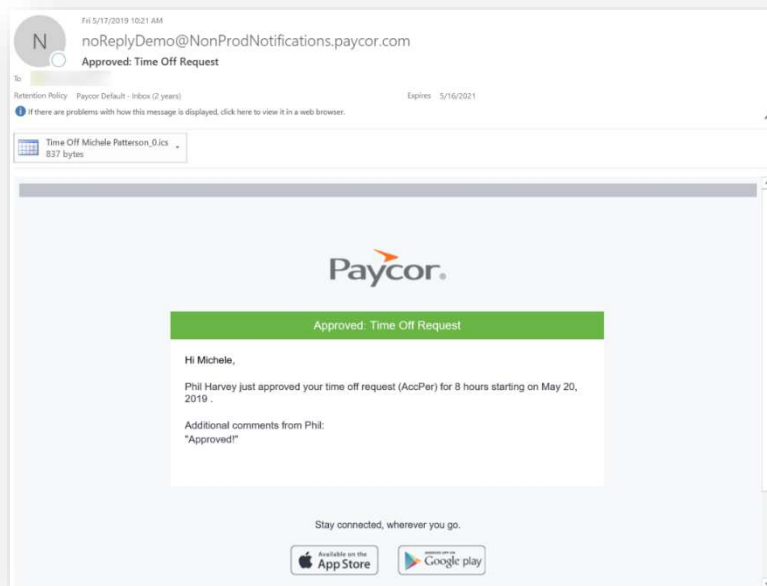 Fri 5/17/2019 10:21 AM
N
noReplyDemo@NonProdNotifications.paycor.com
Approved: Time Off Request
To
Retention Policy Paycor Default - Inbox (2 years) Expires 5/16/2021
If there are problems with how this message is displayed, click here to view it in a web browser.
Time Off Michele Patterson_0.ics
837 bytes
Paycor®
Approved: Time Off Request
Hi Michele,
Phil Harvey just approved your time off request (AccPer) for 8 hours starting on May 20,
2019 .
Additional comments from Phil:
"Approved!"
Stay connected, wherever you go.
Available on the
App Store
ANDROID APP ON
Google play